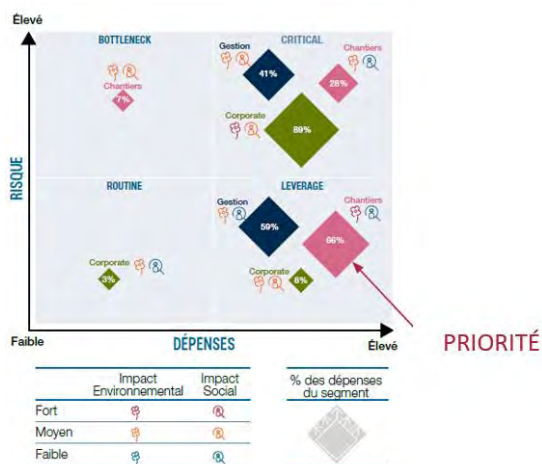 Élevé
BOTTLENECK
CRITICAL
Gestion
41%
Chantiers
28%
Chantiers
7%
Corporate
89%
RISQUE
ROUTINE
LEVERAGE
Gestion
59%
Chantiers
66%
Corporate
3%
Corporate
8%
Faible
DÉPENSES
Élevé
PRIORITÉ
Impact Environnemental
Impact Social
% des dépenses du segment
Fort
Moyen
Faible